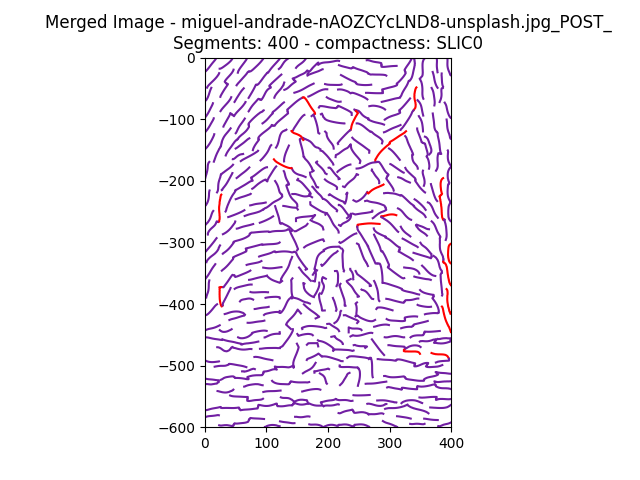 Merged Image - miguel-andrade-nAOZCYcLND8-unsplash.jpg_POST_
Segments: 400 - compactness: SLIC0
0
−100
−200
−300
−400
−500
−600
0 100 200 300 400